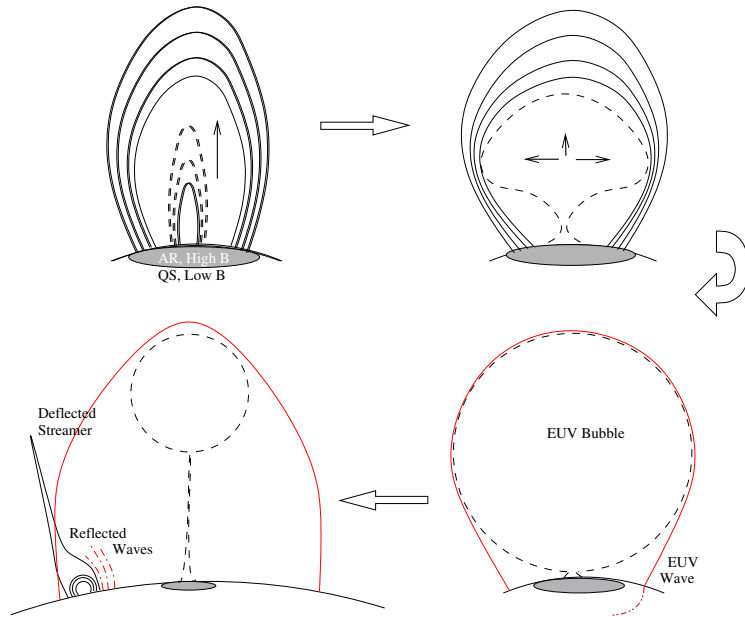 AR, High B
QS, Low B
Deflected
Streamer
EUV Bubble
Reflected
Waves
EUV
Wave